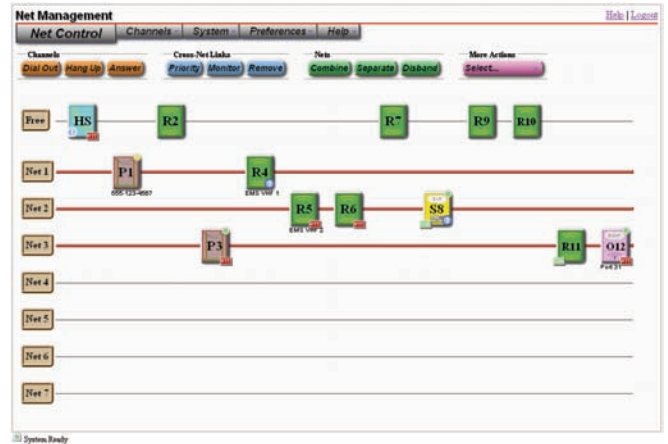 Net Management
Help | Logout
Net Control Channels System Preferences Help
Channels Cross-Net Links Nets More Actions
Dial Out Hang Up Answer Priority Monitor Remove Combine Separate Disband Select...
Free HS R2 R7 R9 R10
Net 1 P1 R4
555-123-4567 EMS VHF 1
Net 2 R5 R6 S8
EMS VHF 2
Net 3 P3 R11 O12
Net 4
Net 5
Net 6
Net 7
System Ready